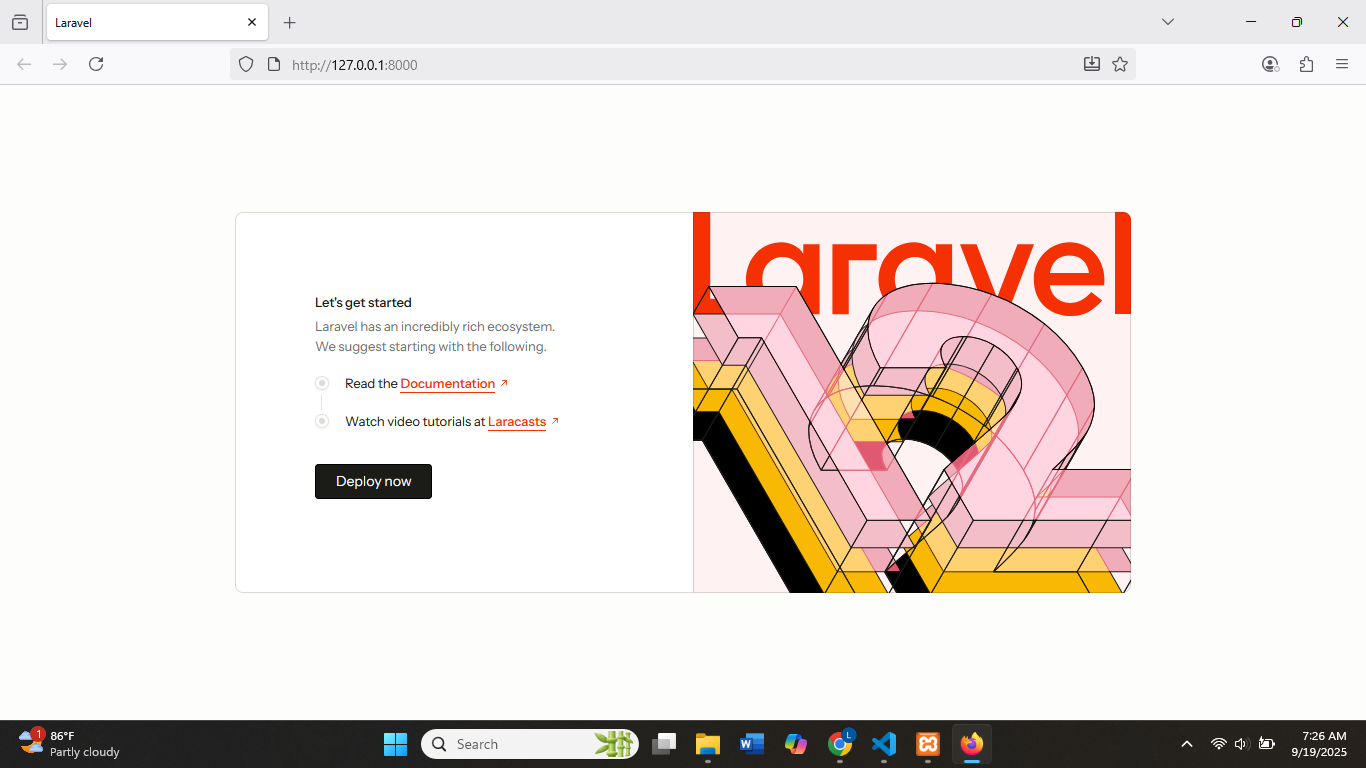 Laravel
http://127.0.0.1:8000
Let's get started
Laravel has an incredibly rich ecosystem.
We suggest starting with the following.
Read the Documentation
Watch video tutorials at Laracasts
Deploy now
Laravel
1
86°F
Partly cloudy
Search
L
7:26 AM
9/19/2025